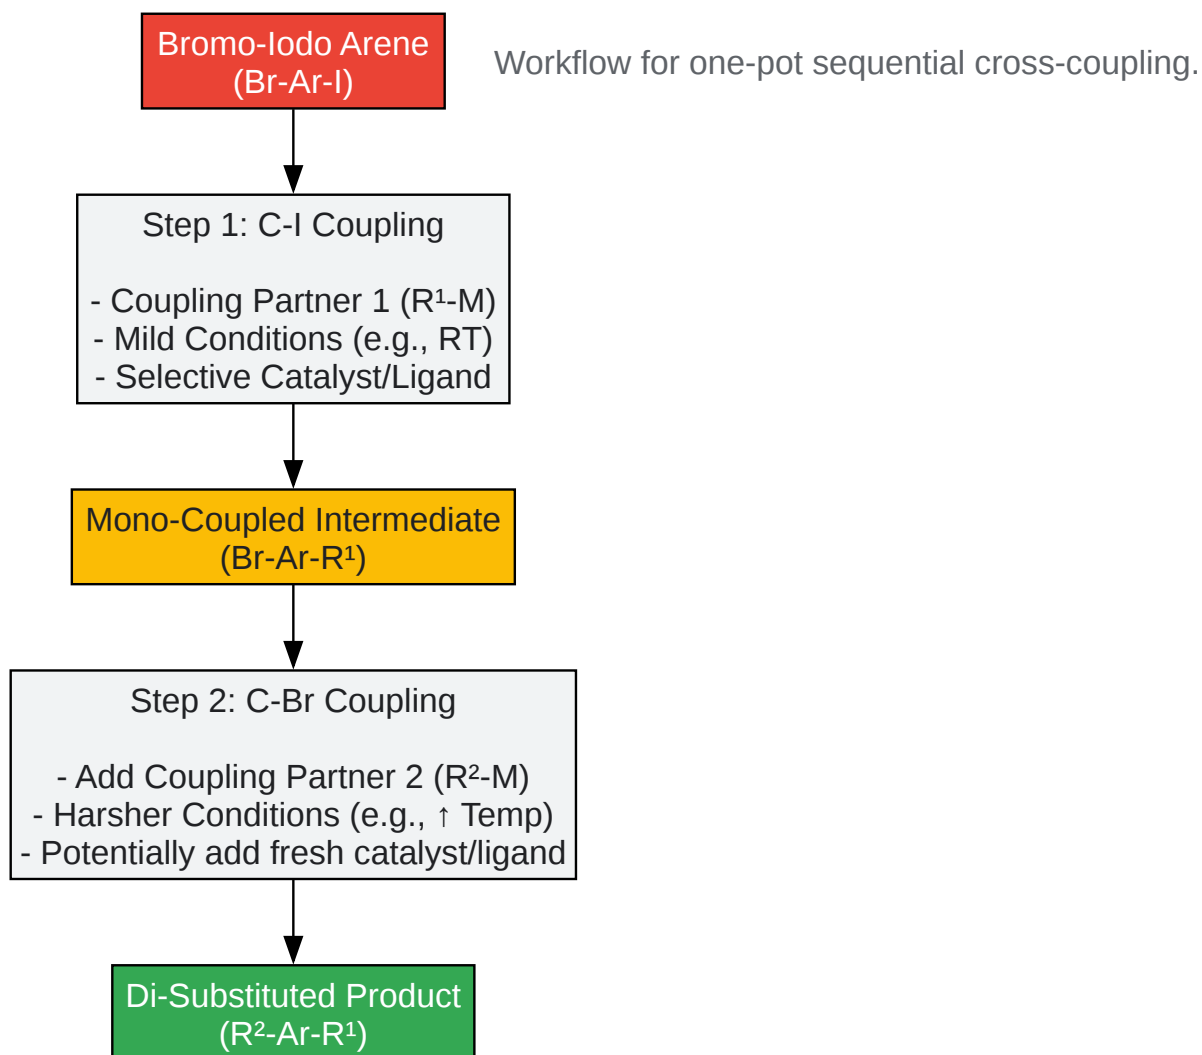 Bromo-Iodo Arene
(Br-Ar-I)
Workflow for one-pot sequential cross-coupling.
Step 1: C-I Coupling
- Coupling Partner 1 (R¹-M)
- Mild Conditions (e.g., RT)
- Selective Catalyst/Ligand
Mono-Coupled Intermediate
(Br-Ar-R¹)
Step 2: C-Br Coupling
- Add Coupling Partner 2 (R²-M)
- Harsher Conditions (e.g., ↑ Temp)
- Potentially add fresh catalyst/ligand
Di-Substituted Product
(R²-Ar-R¹)